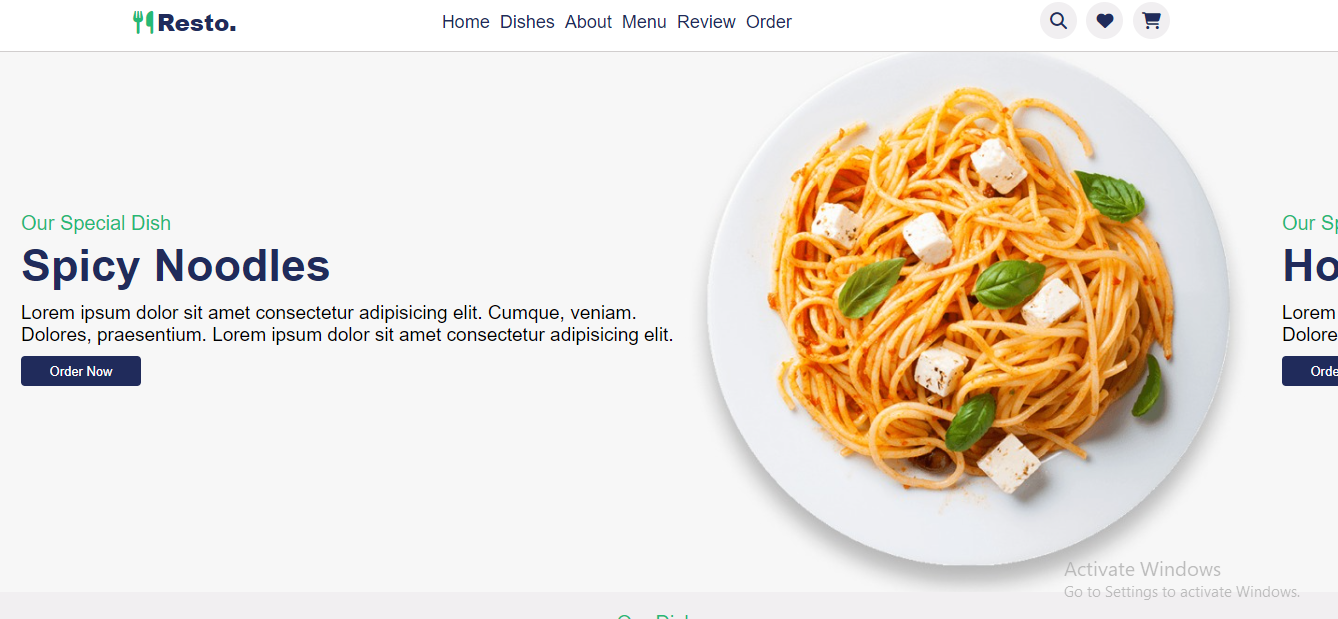 Resto.
Home Dishes About Menu Review Order
Our Special Dish
Spicy Noodles
Lorem ipsum dolor sit amet consectetur adipisicing elit. Cumque, veniam.
Dolores, praesentium. Lorem ipsum dolor sit amet consectetur adipisicing elit.
Order Now
Our Sp
Ho
Lorem
Dolore
Orde
Activate Windows
Go to Settings to activate Windows.